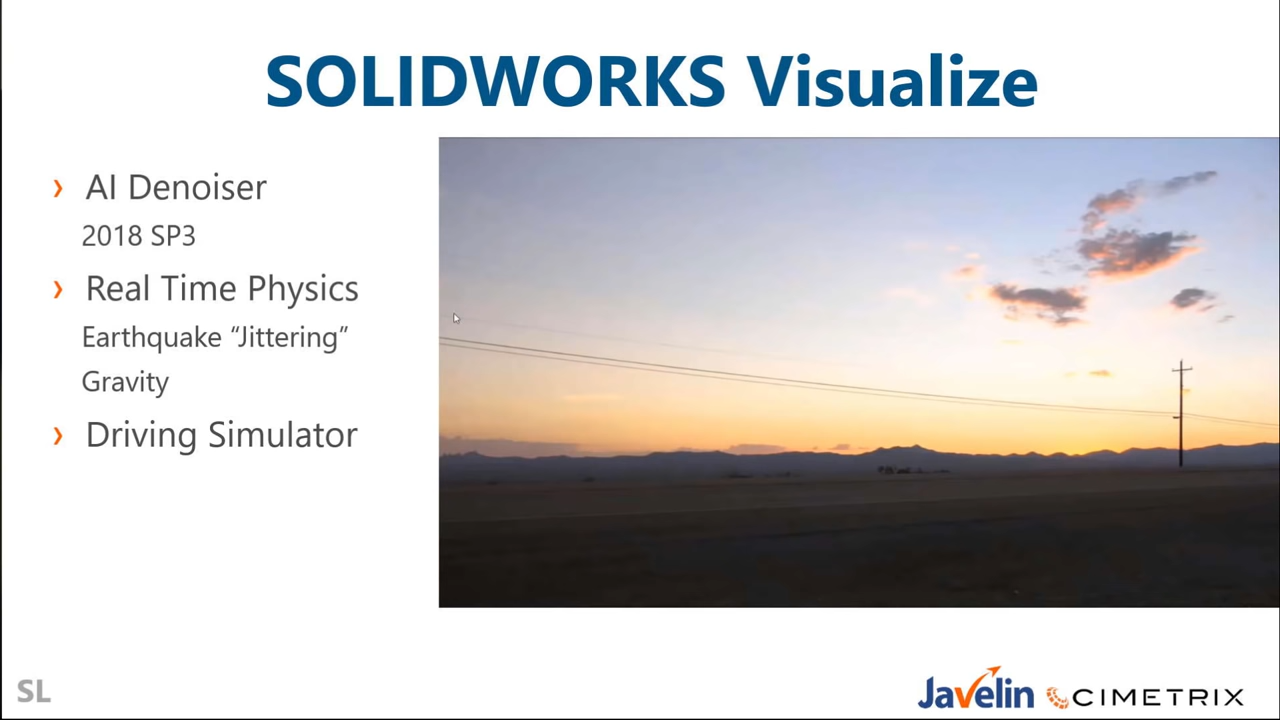 SOLIDWORKS Visualize
AI Denoiser
2018 SP3
Real Time Physics
Earthquake “Jittering”
Gravity
Driving Simulator
SL
Javelin CIMETRIX